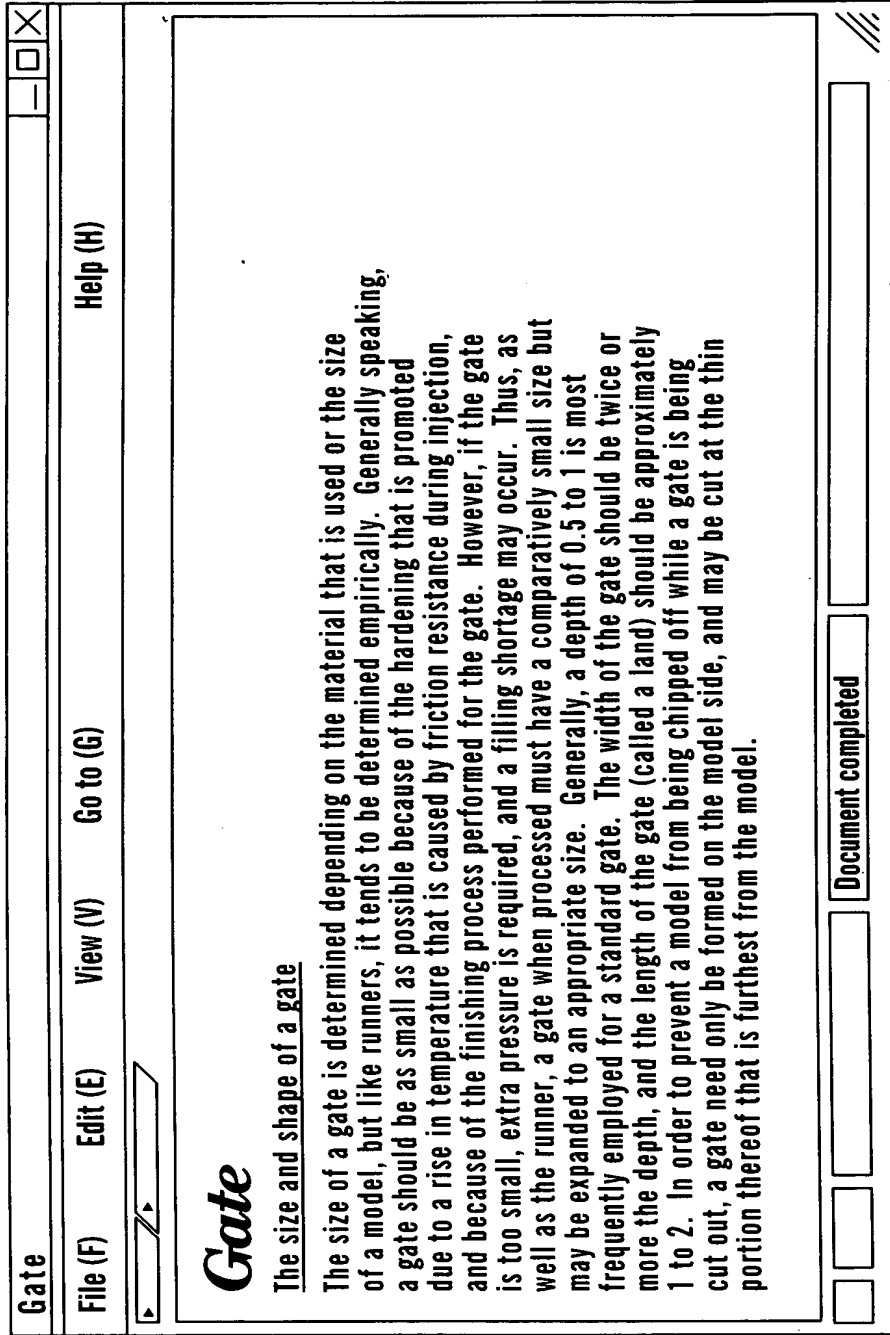 Gate
File (F) Edit (E) View (V) Go to (G) Help (H)
Gate
The size and shape of a gate
The size of a gate is determined depending on the material that is used or the size
of a model, but like runners, it tends to be determined empirically. Generally speaking,
a gate should be as small as possible because of the hardening that is promoted
due to a rise in temperature that is caused by friction resistance during injection,
and because of the finishing process performed for the gate. However, if the gate
is too small, extra pressure is required, and a filling shortage may occur. Thus, as
well as the runner, a gate when processed must have a comparatively small size but
may be expanded to an appropriate size. Generally, a depth of 0.5 to 1 is most
frequently employed for a standard gate. The width of the gate should be twice or
more the depth, and the length of the gate (called a land) should be approximately
1 to 2. In order to prevent a model from being chipped off while a gate is being
cut out, a gate need only be formed on the model side, and may be cut at the thin
portion thereof that is furthest from the model.
Document completed